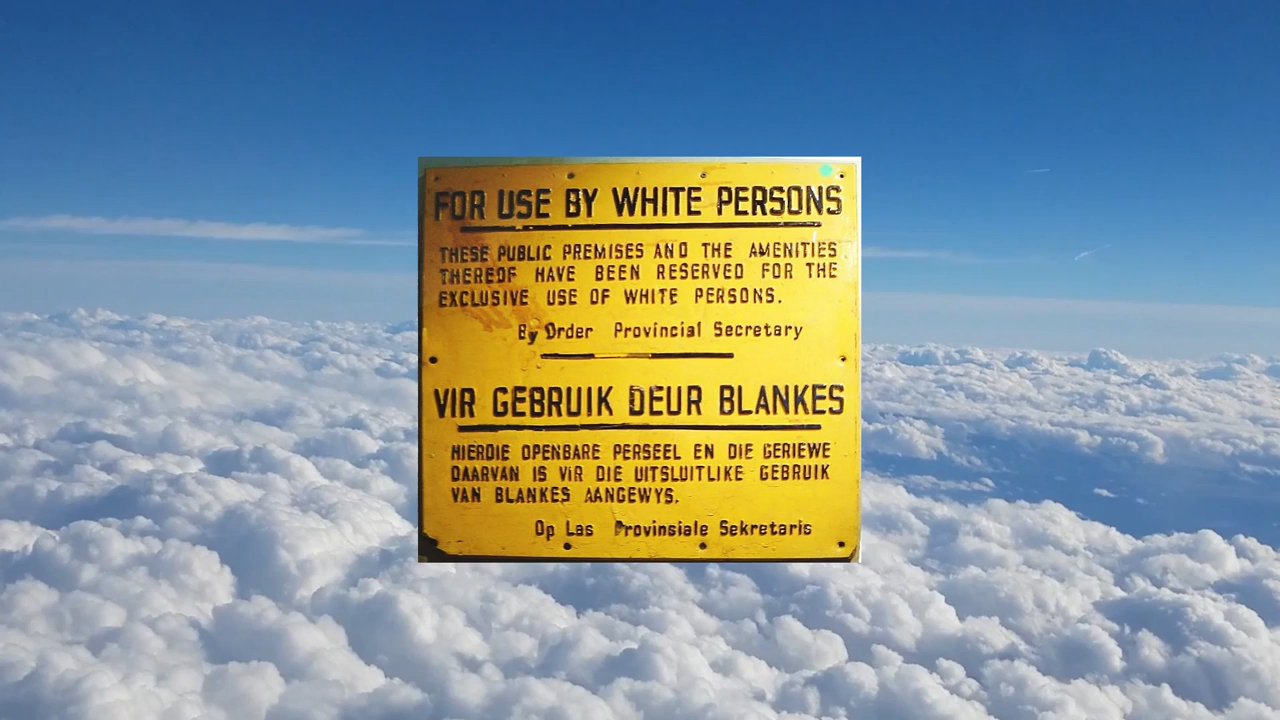 FOR USE BY WHITE PERSONS
THESE PUBLIC PREMISES AND THE AMENITIES
THEREOF HAVE BEEN RESERVED FOR THE
EXCLUSIVE USE OF WHITE PERSONS.
By Order Provincial Secretary
VIR GEBRUIK DEUR BLANKES
HIERDIE OPENBARE PERSEEL EN DIE GERIEWE
DAARVAN IS VIR DIE UITSLUITLIKE GEBRUIK
VAN BLANKES AANGEWYS.
Op Las Provinsiale Sekretaris